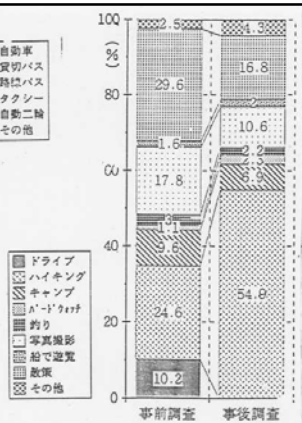 自動車
貸切バス
路線バス
タクシー
自動二輪
その他
ドライブ
ハイキング
キャンプ
バードウォッチ
釣り
写真撮影
船で遊覧
散策
その他
(%)
100
80
60
40
20
0
2.5
29.6
1.6
17.8
3
1.1
9.6
24.6
10.2
4.3
16.8
2
10.6
2.2
2.3
6.9
54.9
事前調査
事後調査